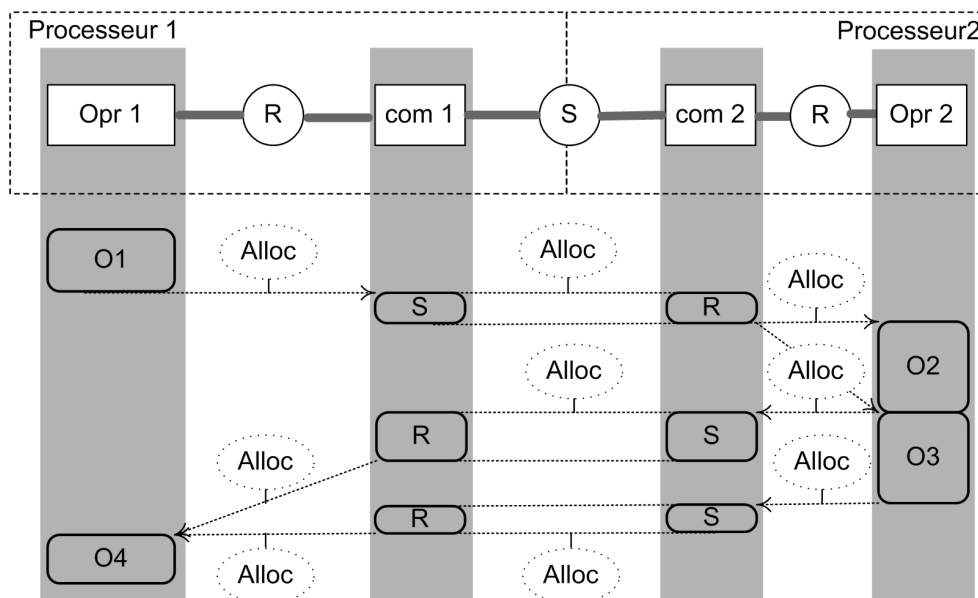 Processeur 1
Processeur2
Opr 1
R
com 1
S
com 2
R
Opr 2
O1
Alloc
Alloc
Alloc
S
R
O2
Alloc
Alloc
R
S
O3
Alloc
Alloc
R
S
O4
Alloc
Alloc